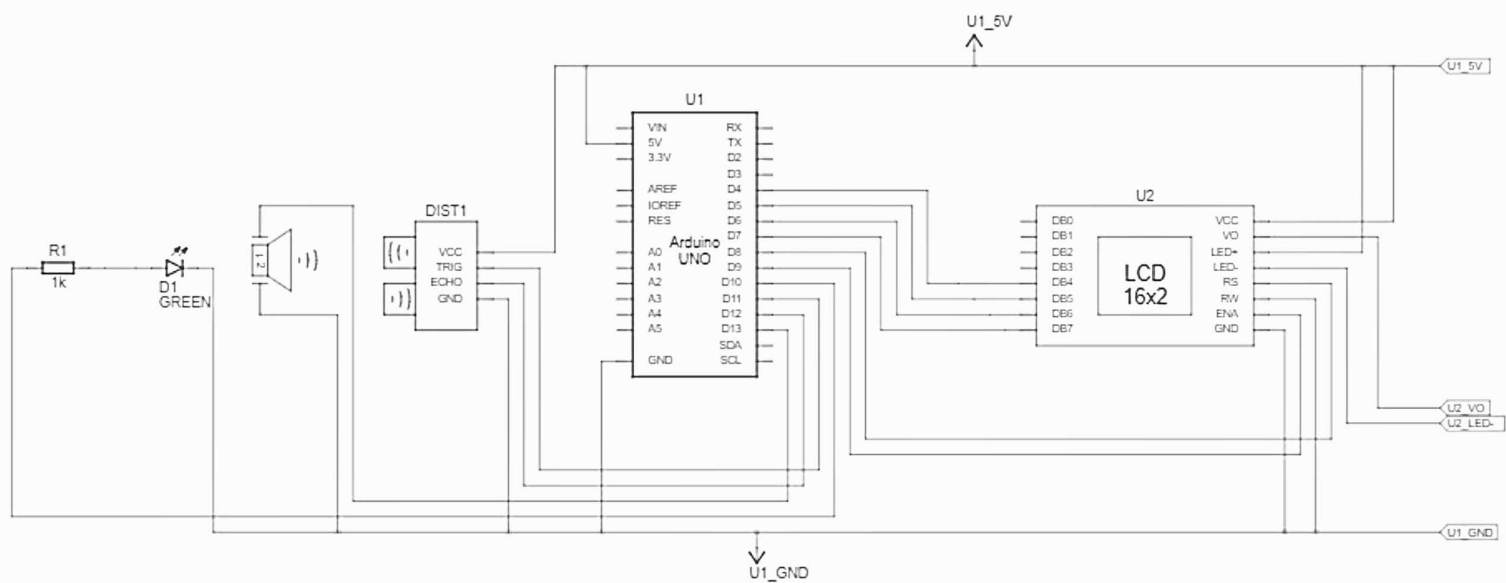 U1_5V
U1_5V
U1
VIN RX
5V TX
3.3V D2
D3
AREF D4
IOREF D5
RES D6
D7
A0 D8
A1 D9
A2 D10
A3 D11
A4 D12
A5 D13
SDA
GND SCL
Arduino
UNO
DIST1
VCC
TRIG
ECHO
GND
R1
1k
D1
GREEN
U2
DB0 VCC
DB1 VO
DB2 LED+
DB3 LED-
DB4 RS
DB5 RW
DB6 ENA
DB7 GND
LCD
16x2
U2_VO
U2_LED-
U1_GND
U1_GND